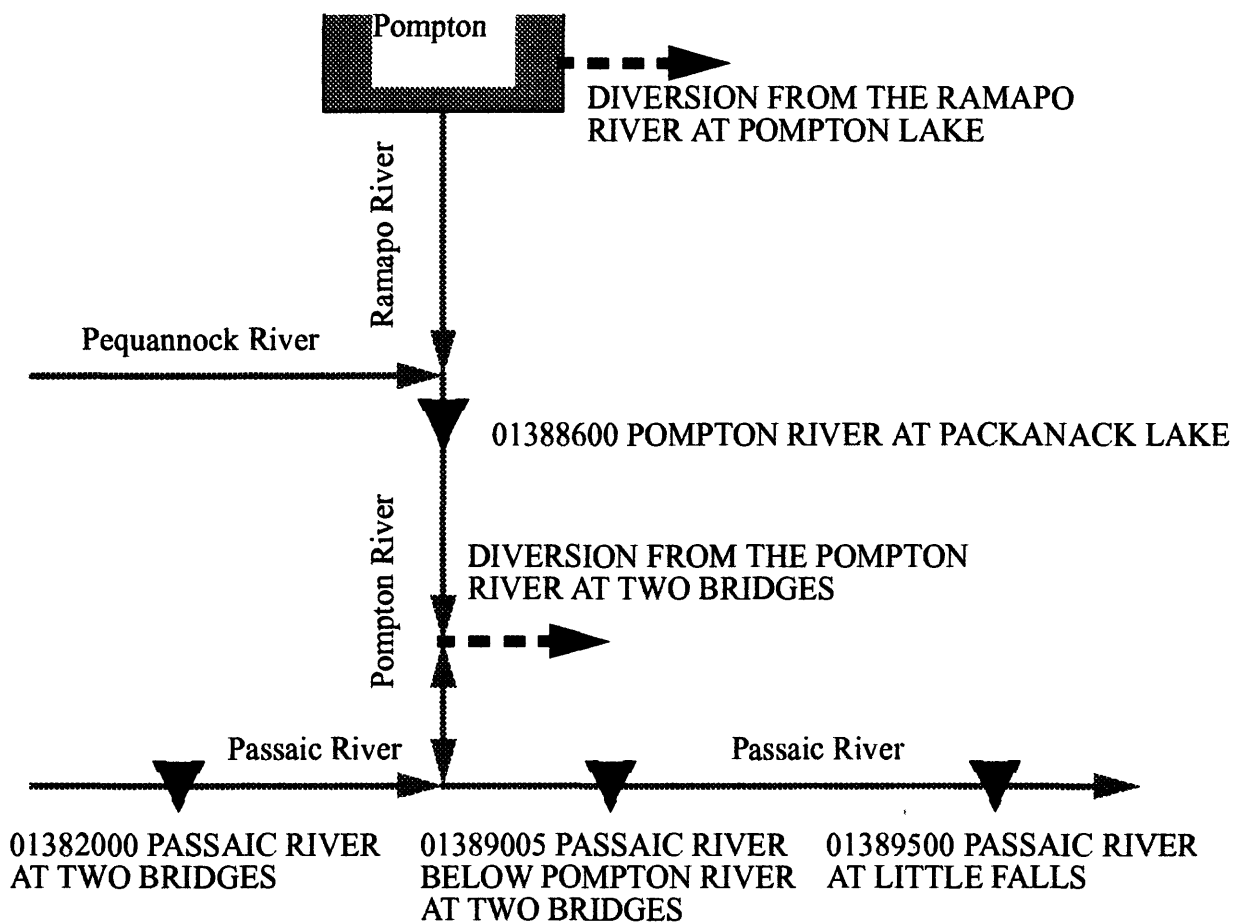 Pompton
DIVERSION FROM THE RAMAPO
RIVER AT POMPTON LAKE
Ramapo River
Pequannock River
01388600 POMPTON RIVER AT PACKANACK LAKE
Pompton River
DIVERSION FROM THE POMPTON
RIVER AT TWO BRIDGES
Passaic River
Passaic River
01382000 PASSAIC RIVER
AT TWO BRIDGES
01389005 PASSAIC RIVER
BELOW POMPTON RIVER
AT TWO BRIDGES
01389500 PASSAIC RIVER
AT LITTLE FALLS